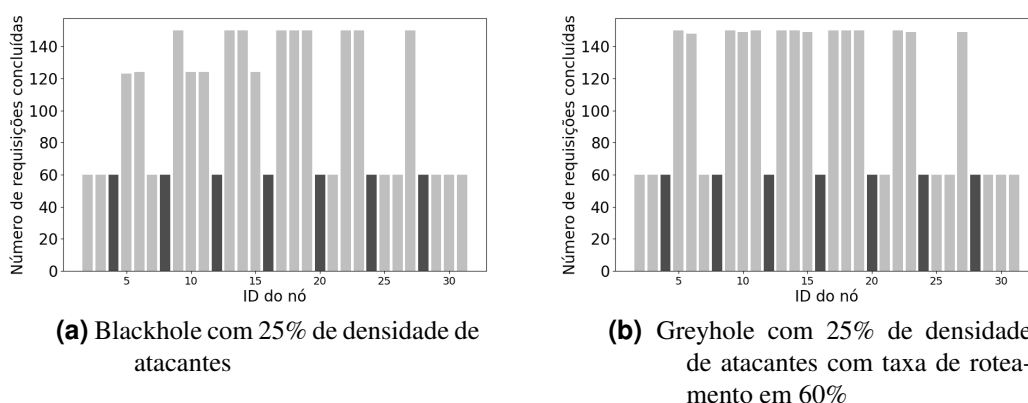 Número de requisições concluídas
140
120
100
80
60
40
20
0
5 10 15 20 25 30
ID do nó
(a) Blackhole com 25% de densidade de
atacantes
Número de requisições concluídas
140
120
100
80
60
40
20
0
5 10 15 20 25 30
ID do nó
(b) Greyhole com 25% de densidade
de atacantes com taxa de rotea-
mento em 60%